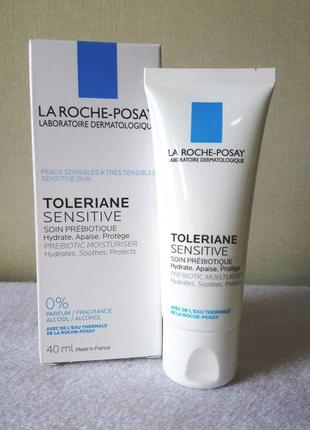 LA ROCHE-POSAY
LABORATOIRE DERMATOLOGIQUE
PEAUX SENSIBLES À TRÈS SENSIBLES
SENSITIVE SKIN
TOLERIANE
SENSITIVE
SOIN PRÉBIOTIQUE
Hydrate, Apaise, Protège
PREBIOTIC MOISTURISER
Hydrates, Soothes, Protects
0%
PARFUM / FRAGRANCE
ALCOOL / ALCOHOL
AVEC DE L'EAU THERMALE
DE LA ROCHE-POSAY
40 ml Made in France
LA ROCHE-POSAY
LABORATOIRE DERMATOLOGIQUE
TOLERIANE
SENSITIVE
SOIN PRÉBIOTIQUE
Hydrate, Apaise, Protège
PREBIOTIC MOISTURISER
Hydrates, Soothes, Protects
AVEC DE L'EAU THERMALE
DE LA ROCHE-POSAY